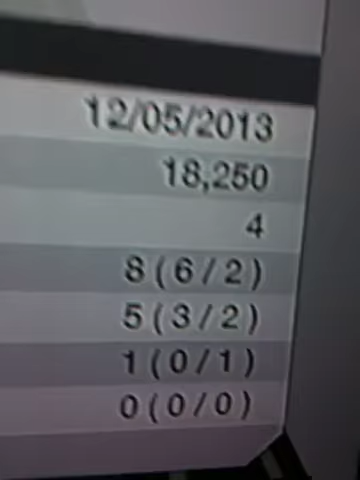 12/05/2013
18,250
4
8 ( 6 / 2 )
5 ( 3 / 2 )
1 ( 0 / 1 )
0 ( 0 / 0 )